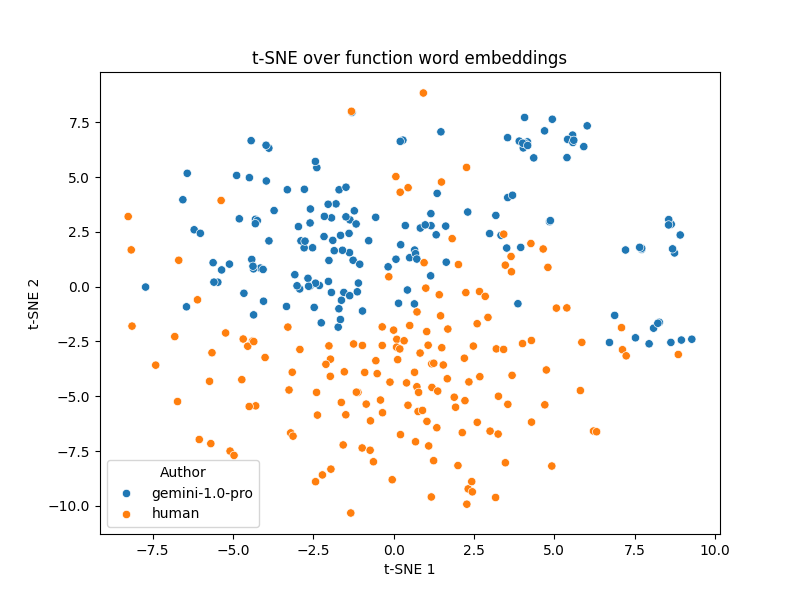 t-SNE over function word embeddings
7.5
5.0
2.5
0.0
−2.5
−5.0
−7.5
−10.0
t-SNE 2
Author
gemini-1.0-pro
human
−7.5 −5.0 −2.5 0.0 2.5 5.0 7.5 10.0
t-SNE 1